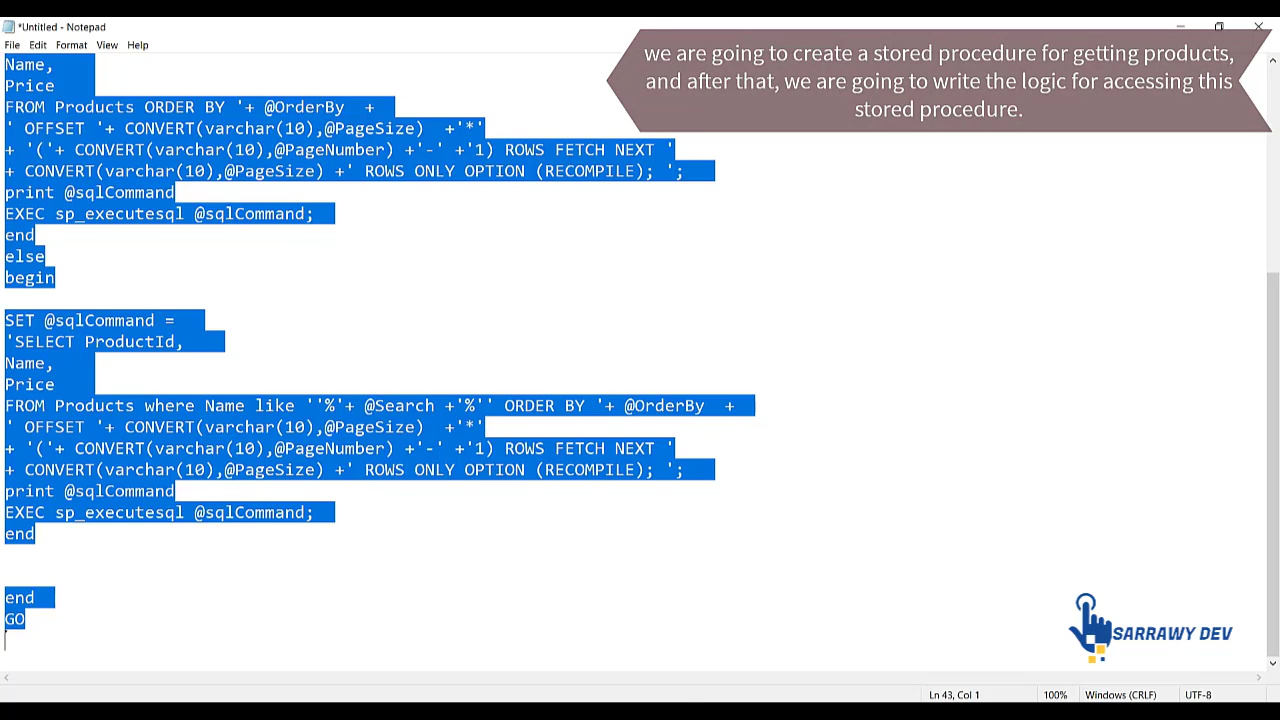 *Untitled - Notepad
File Edit Format View Help
we are going to create a stored procedure for getting products,
and after that, we are going to write the logic for accessing this
stored procedure.
Name,
Price
FROM Products ORDER BY '+ @OrderBy +
' OFFSET '+ CONVERT(varchar(10),@PageSize) +'*'
+ '('+ CONVERT(varchar(10),@PageNumber) +'-' +'1) ROWS FETCH NEXT '
+ CONVERT(varchar(10),@PageSize) +' ROWS ONLY OPTION (RECOMPILE); ';
print @sqlCommand
EXEC sp_executesql @sqlCommand;
end
else
begin
SET @sqlCommand =
'SELECT ProductId,
Name,
Price
FROM Products where Name like ''%'+ @Search +'%'' ORDER BY '+ @OrderBy +
' OFFSET '+ CONVERT(varchar(10),@PageSize) +'*'
+ '('+ CONVERT(varchar(10),@PageNumber) +'-' +'1) ROWS FETCH NEXT '
+ CONVERT(varchar(10),@PageSize) +' ROWS ONLY OPTION (RECOMPILE); ';
print @sqlCommand
EXEC sp_executesql @sqlCommand;
end
end
GO
SARRAWY DEV
Ln 43, Col 1 100% Windows (CRLF) UTF-8